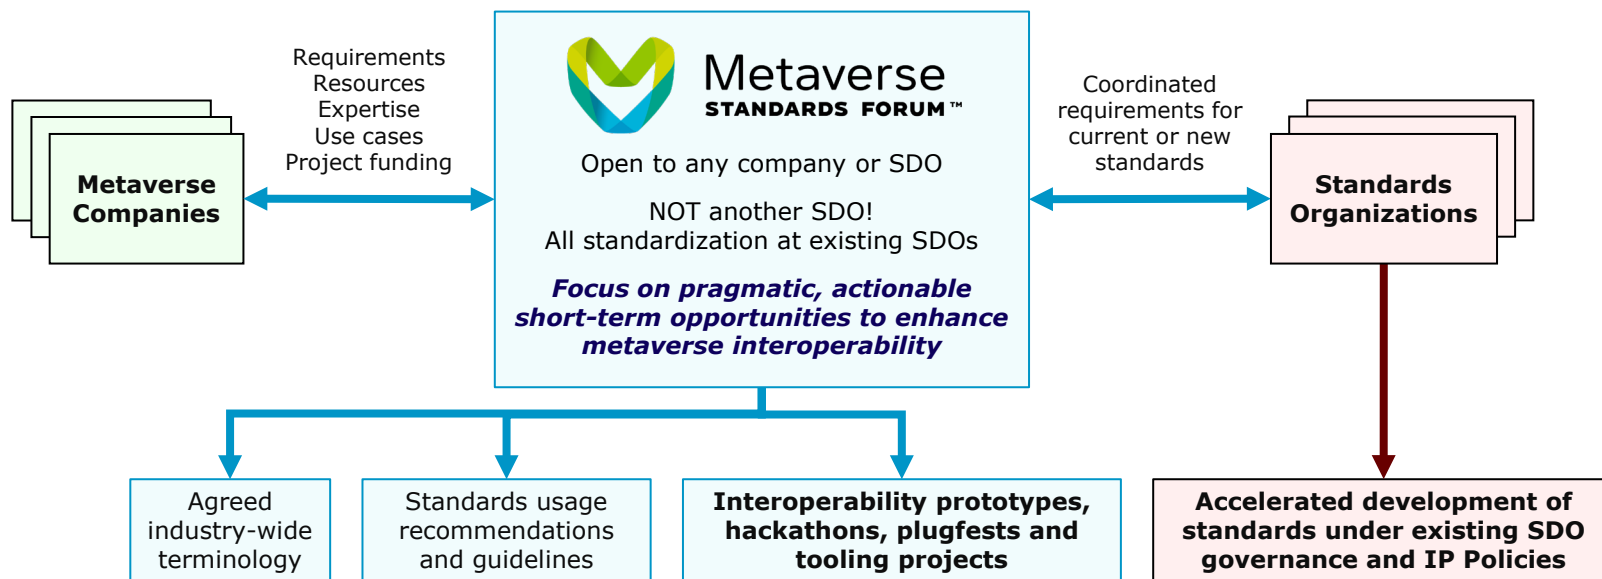 Requirements
Resources
Expertise
Use cases
Project funding
Metaverse
Companies
Metaverse
STANDARDS FORUM™
Open to any company or SDO
NOT another SDO!
All standardization at existing SDOs
Focus on pragmatic, actionable
short-term opportunities to enhance
metaverse interoperability
Coordinated
requirements for
current or new
standards
Standards
Organizations
Agreed
industry-wide
terminology
Standards usage
recommendations
and guidelines
Interoperability prototypes,
hackathons, plugfests and
tooling projects
Accelerated development of
standards under existing SDO
governance and IP Policies